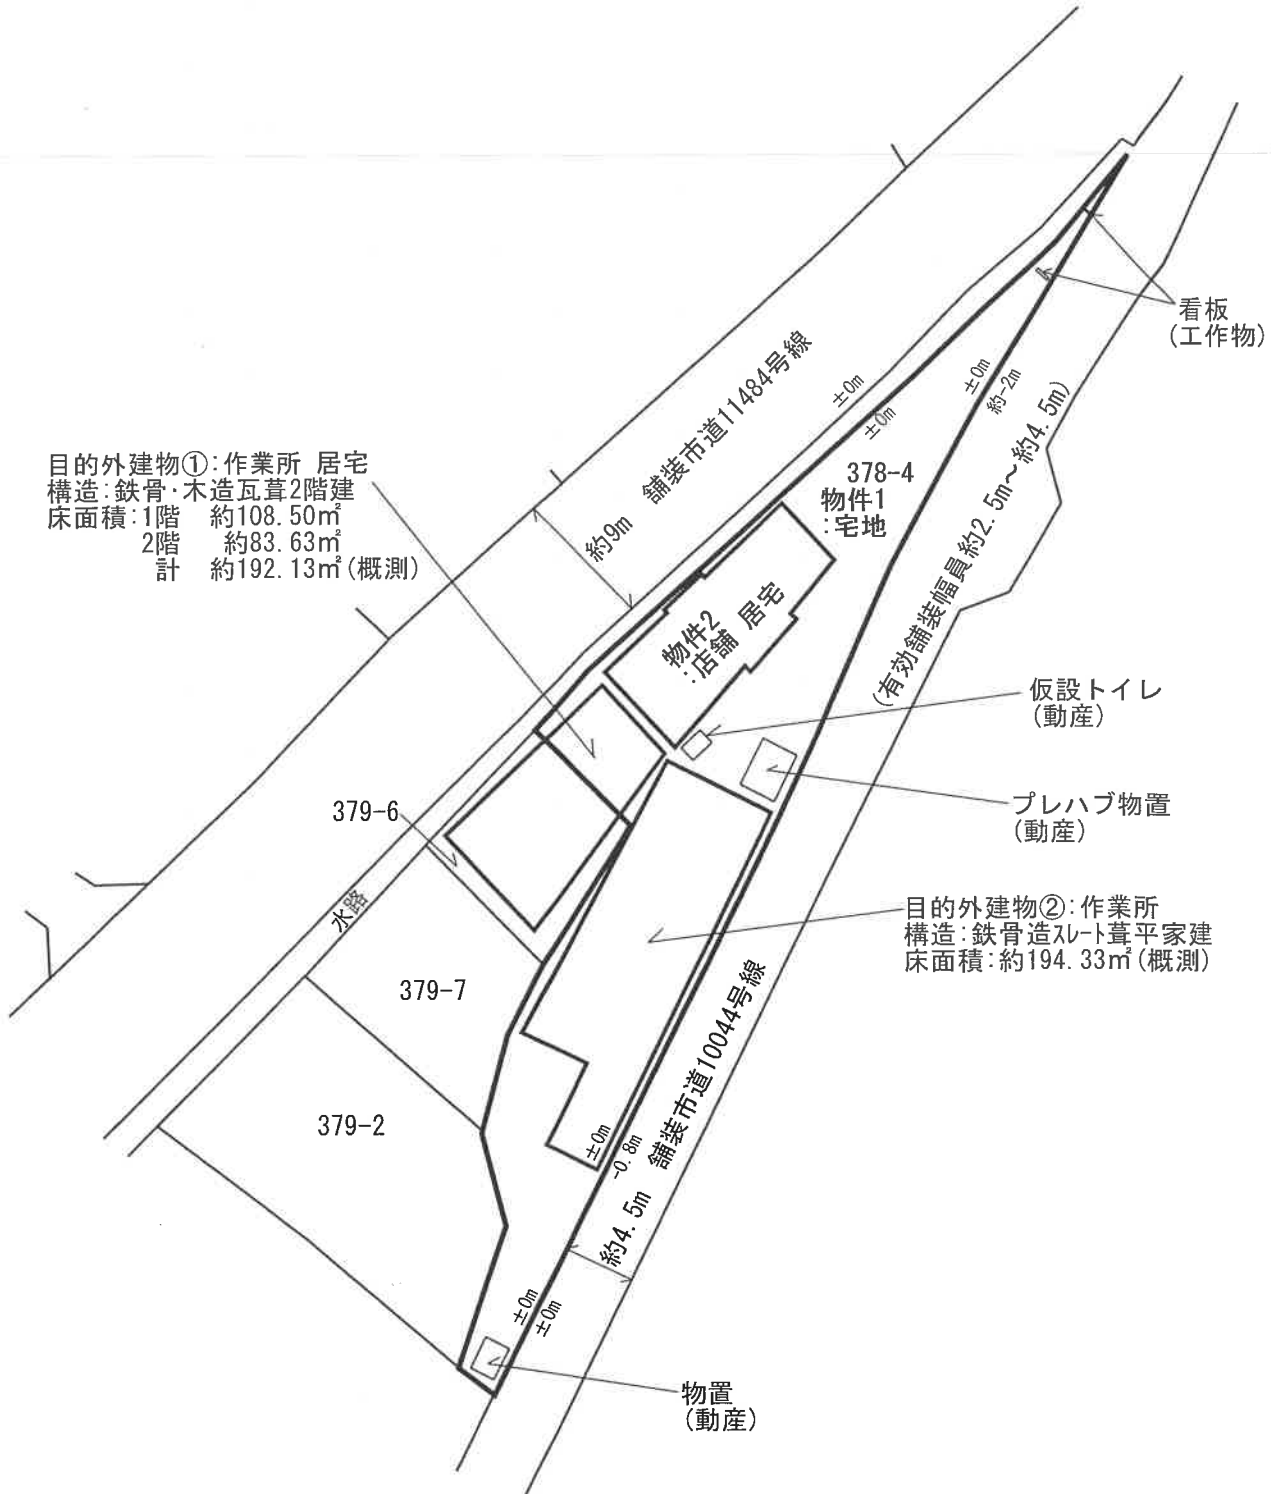 看板
(工作物)
舗装市道11484号線
±0m
±0m
±0m
約-2m
目的外建物①:作業所 居宅
構造:鉄骨・木造瓦葺2階建
床面積:1階 約108.50㎡
2階 約83.63㎡
計 約192.13㎡(概測)
378-4
物件1
:宅地
約9m
(有効舗装幅員約2.5m~約4.5m)
物件2
:店舗 居宅
仮設トイレ
(動産)
プレハブ物置
(動産)
379-6
水路
目的外建物②:作業所
構造:鉄骨造スレート葺平家建
床面積:約194.33㎡(概測)
379-7
舗装市道10044号線
379-2
±0m
-0.8m
約4.5m
±0m
±0m
物置
(動産)